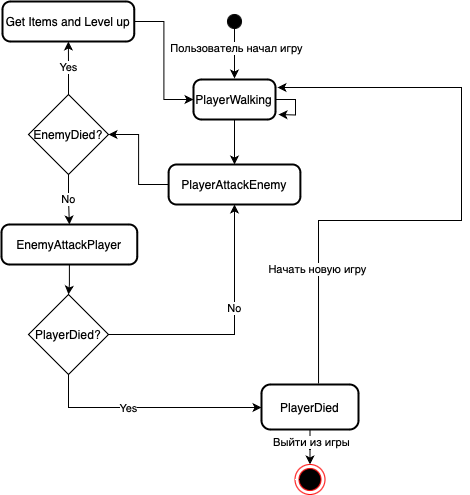 Get Items and Level up
Пользователь начал игру
Yes
PlayerWalking
EnemyDied?
PlayerAttackEnemy
No
EnemyAttackPlayer
Начать новую игру
No
PlayerDied?
Yes
PlayerDied
Выйти из игры